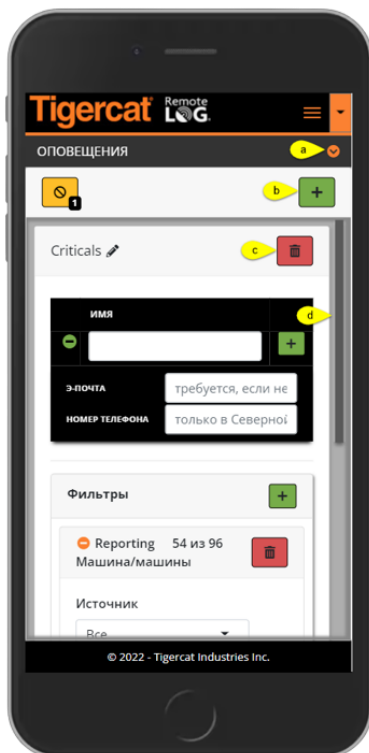 Tigercat Remote LOG
ОПОВЕЩЕНИЯ
a
b
1
Criticals
c
d
ИМЯ
Э-ПОЧТА требуется, если не
НОМЕР ТЕЛЕФОНА только в Северной
Фильтры
Reporting 54 из 96
Машина/машины
Источник
Все
© 2022 - Tigercat Industries Inc.